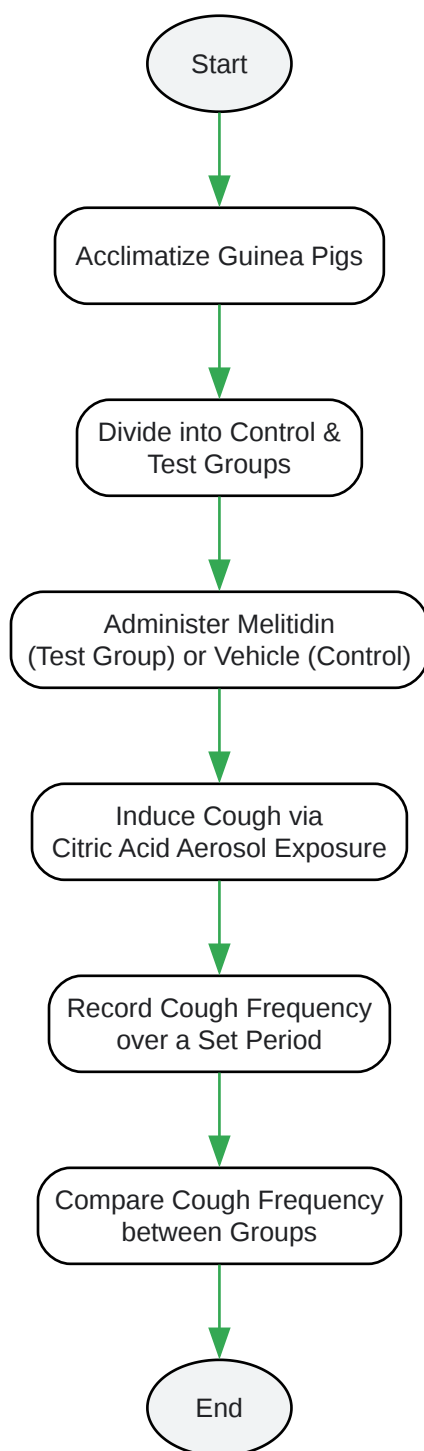 Start
Acclimatize Guinea Pigs
Divide into Control &
Test Groups
Administer Melitidin
(Test Group) or Vehicle (Control)
Induce Cough via
Citric Acid Aerosol Exposure
Record Cough Frequency
over a Set Period
Compare Cough Frequency
between Groups
End